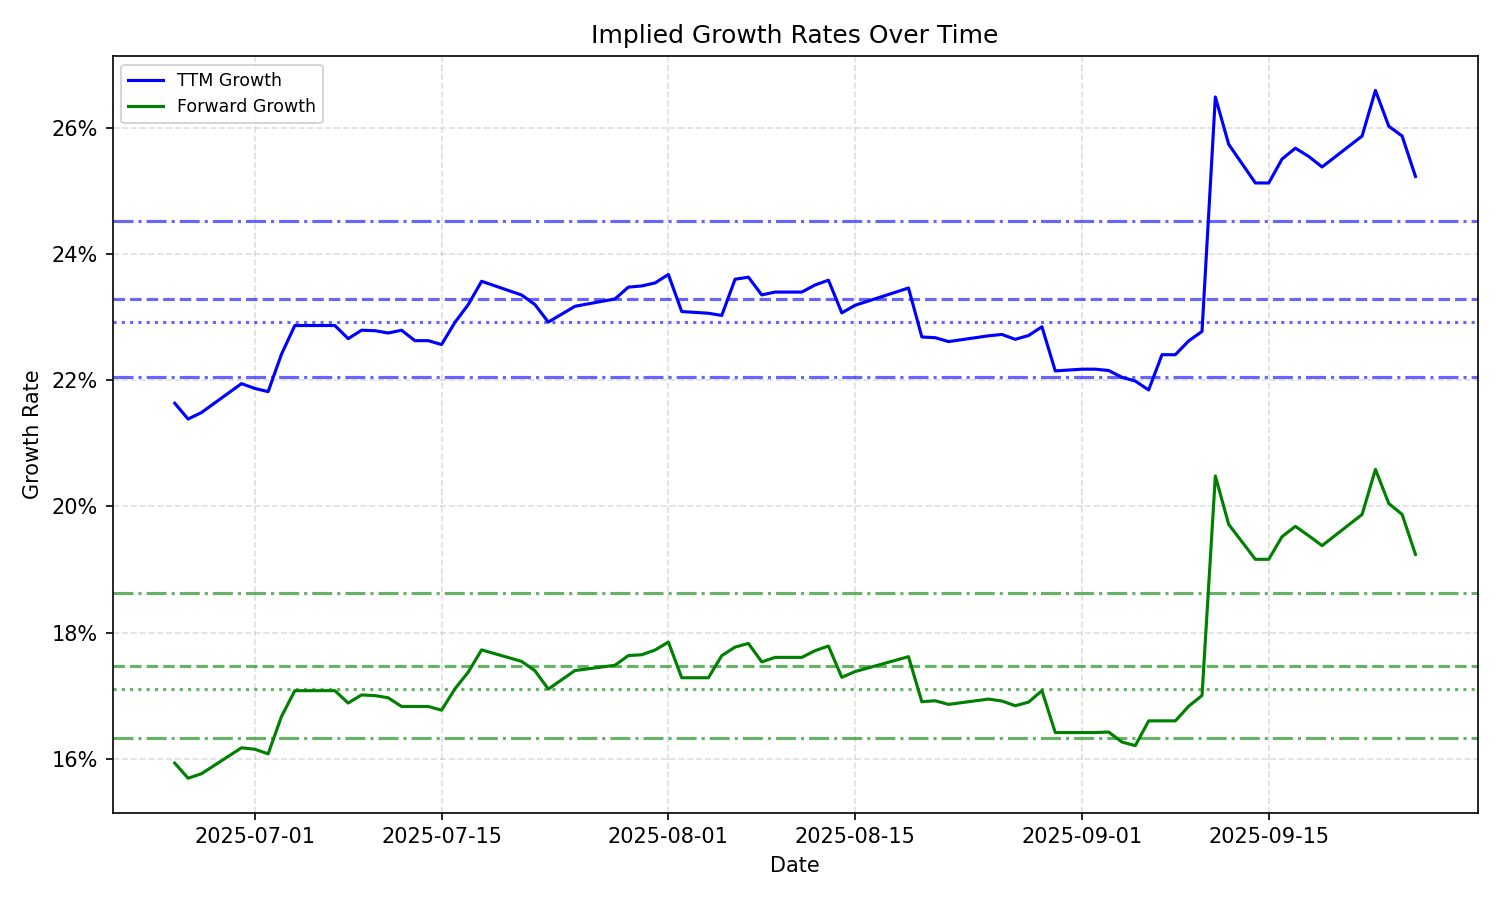 Implied Growth Rates Over Time
TTM Growth
Forward Growth
26%
24%
22%
20%
18%
16%
Growth Rate
2025-07-01
2025-07-15
2025-08-01
2025-08-15
2025-09-01
2025-09-15
Date